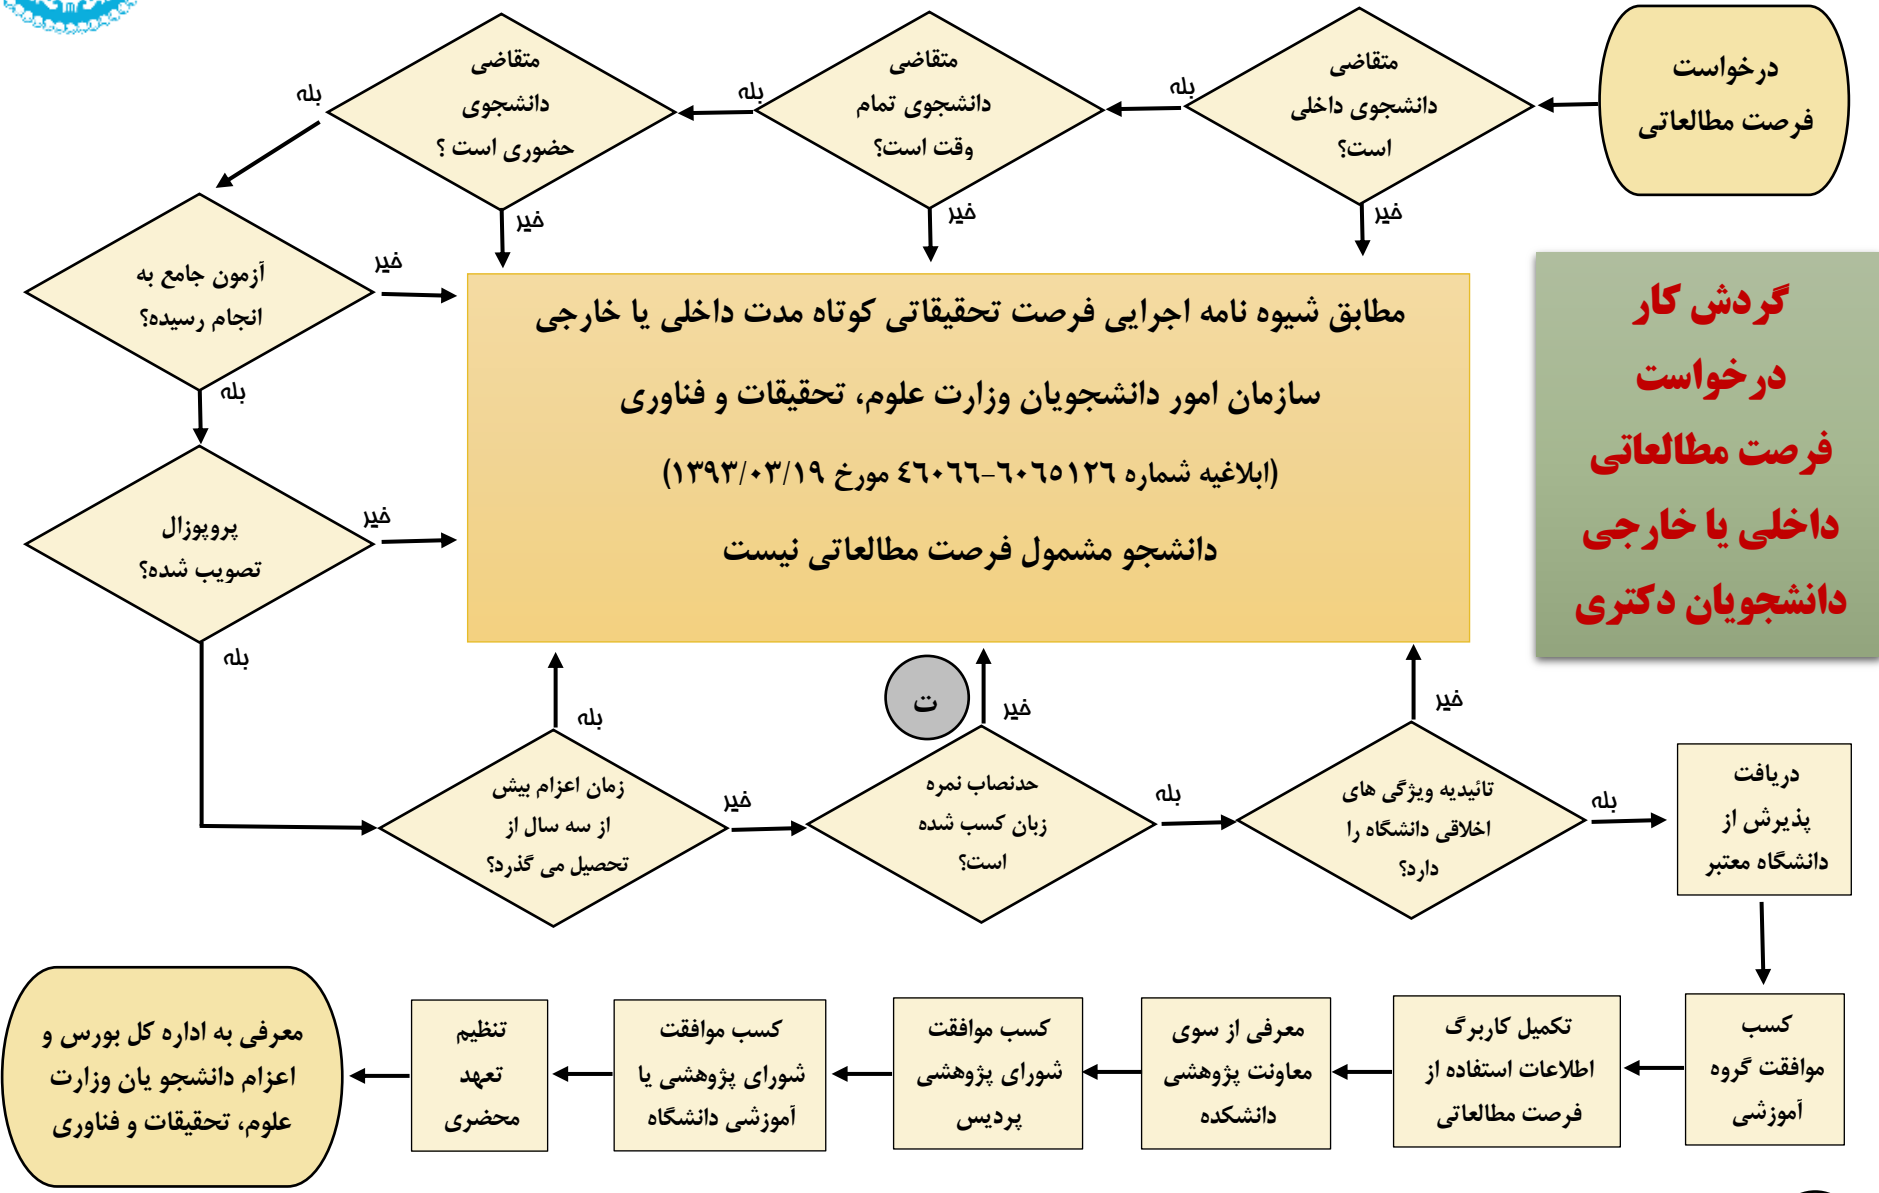 درخواست
فرصت مطالعاتی
متقاضی
دانشجوی داخلی
است؟
بله
خیر
متقاضی
دانشجوی تمام
وقت است؟
بله
خیر
متقاضی
دانشجوی
حضوری است ؟
بله
خیر
آزمون جامع به
انجام رسیده؟
خیر
بله
پروپوزال
تصویب شده؟
خیر
بله
مطابق شیوه نامه اجرایی فرصت تحقیقاتی کوتاه مدت داخلی یا خارجی
سازمان امور دانشجویان وزارت علوم، تحقیقات و فناوری
(ابلاغیه شماره ٦٠٦٥١٢٦-٤٦٠٦٦ مورخ ۱۳۹۳/۰۳/۱۹)
دانشجو مشمول فرصت مطالعاتی نیست
گردش کار
درخواست
فرصت مطالعاتی
داخلی یا خارجی
دانشجویان دکتری
زمان اعزام بیش
از سه سال از
تحصیل می گذرد؟
بله
خیر
ت
حدنصاب نمره
زبان کسب شده
است؟
خیر
بله
تائیدیه ویژگی های
اخلاقی دانشگاه را
دارد؟
خیر
بله
دریافت
پذیرش از
دانشگاه معتبر
کسب
موافقت گروه
آموزشی
تکمیل کاربرگ
اطلاعات استفاده از
فرصت مطالعاتی
معرفی از سوی
معاونت پژوهشی
دانشکده
کسب موافقت
شورای پژوهشی
پردیس
کسب موافقت
شورای پژوهشی یا
آموزشی دانشگاه
تنظیم
تعهد
محضری
معرفی به اداره کل بورس و
اعزام دانشجو یان وزارت
علوم، تحقیقات و فناوری